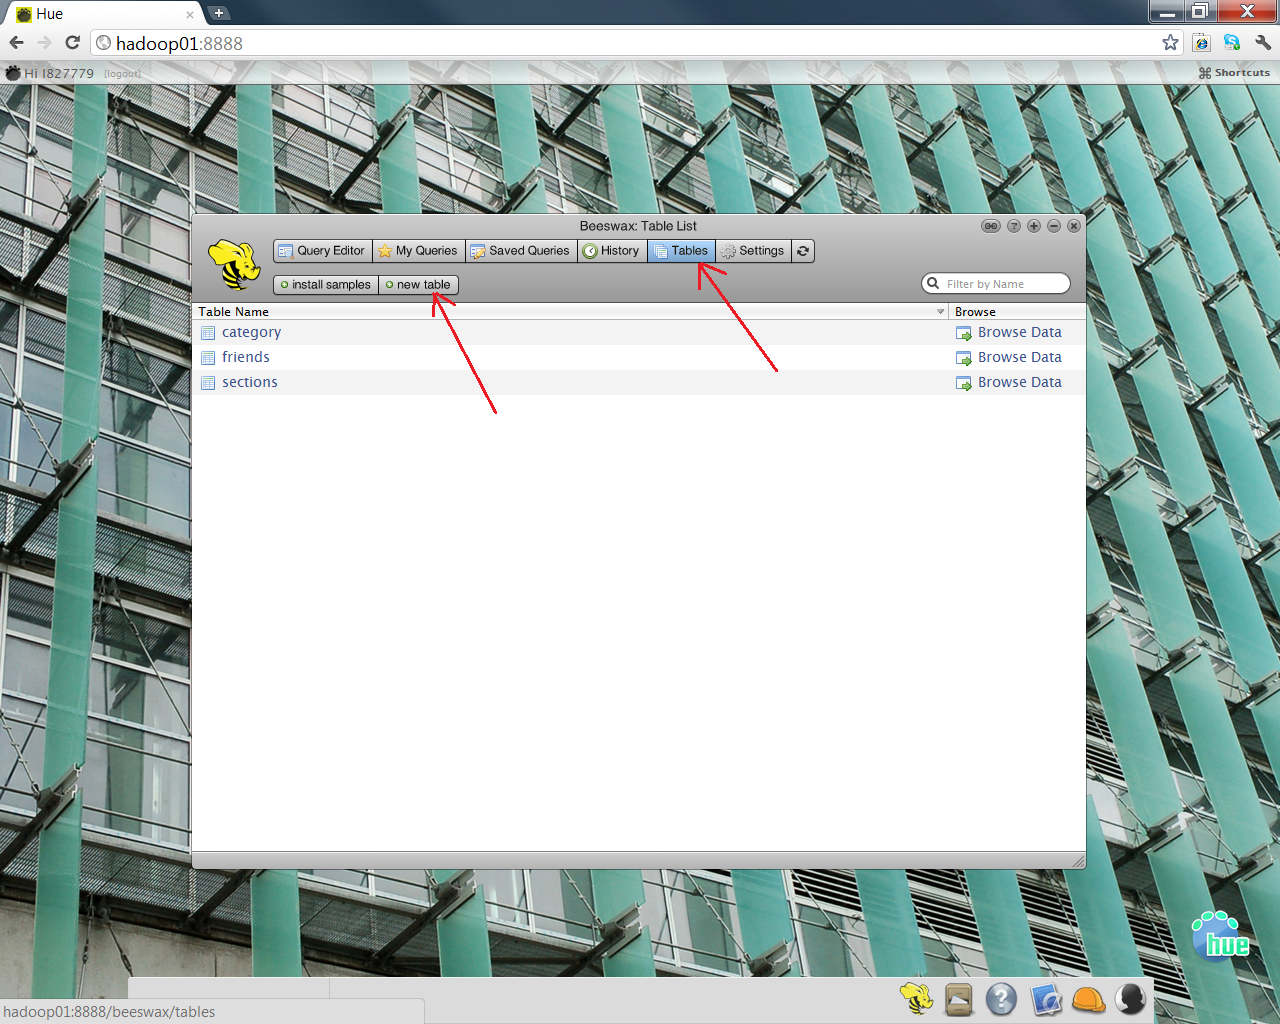 Hue
hadoop01:8888
Hi I827779 [logout]
Shortcuts
Beeswax: Table List
Query Editor My Queries Saved Queries History Tables Settings
install samples new table Filter by Name
Table Name Browse
category Browse Data
friends Browse Data
sections Browse Data
hue
hadoop01:8888/beeswax/tables